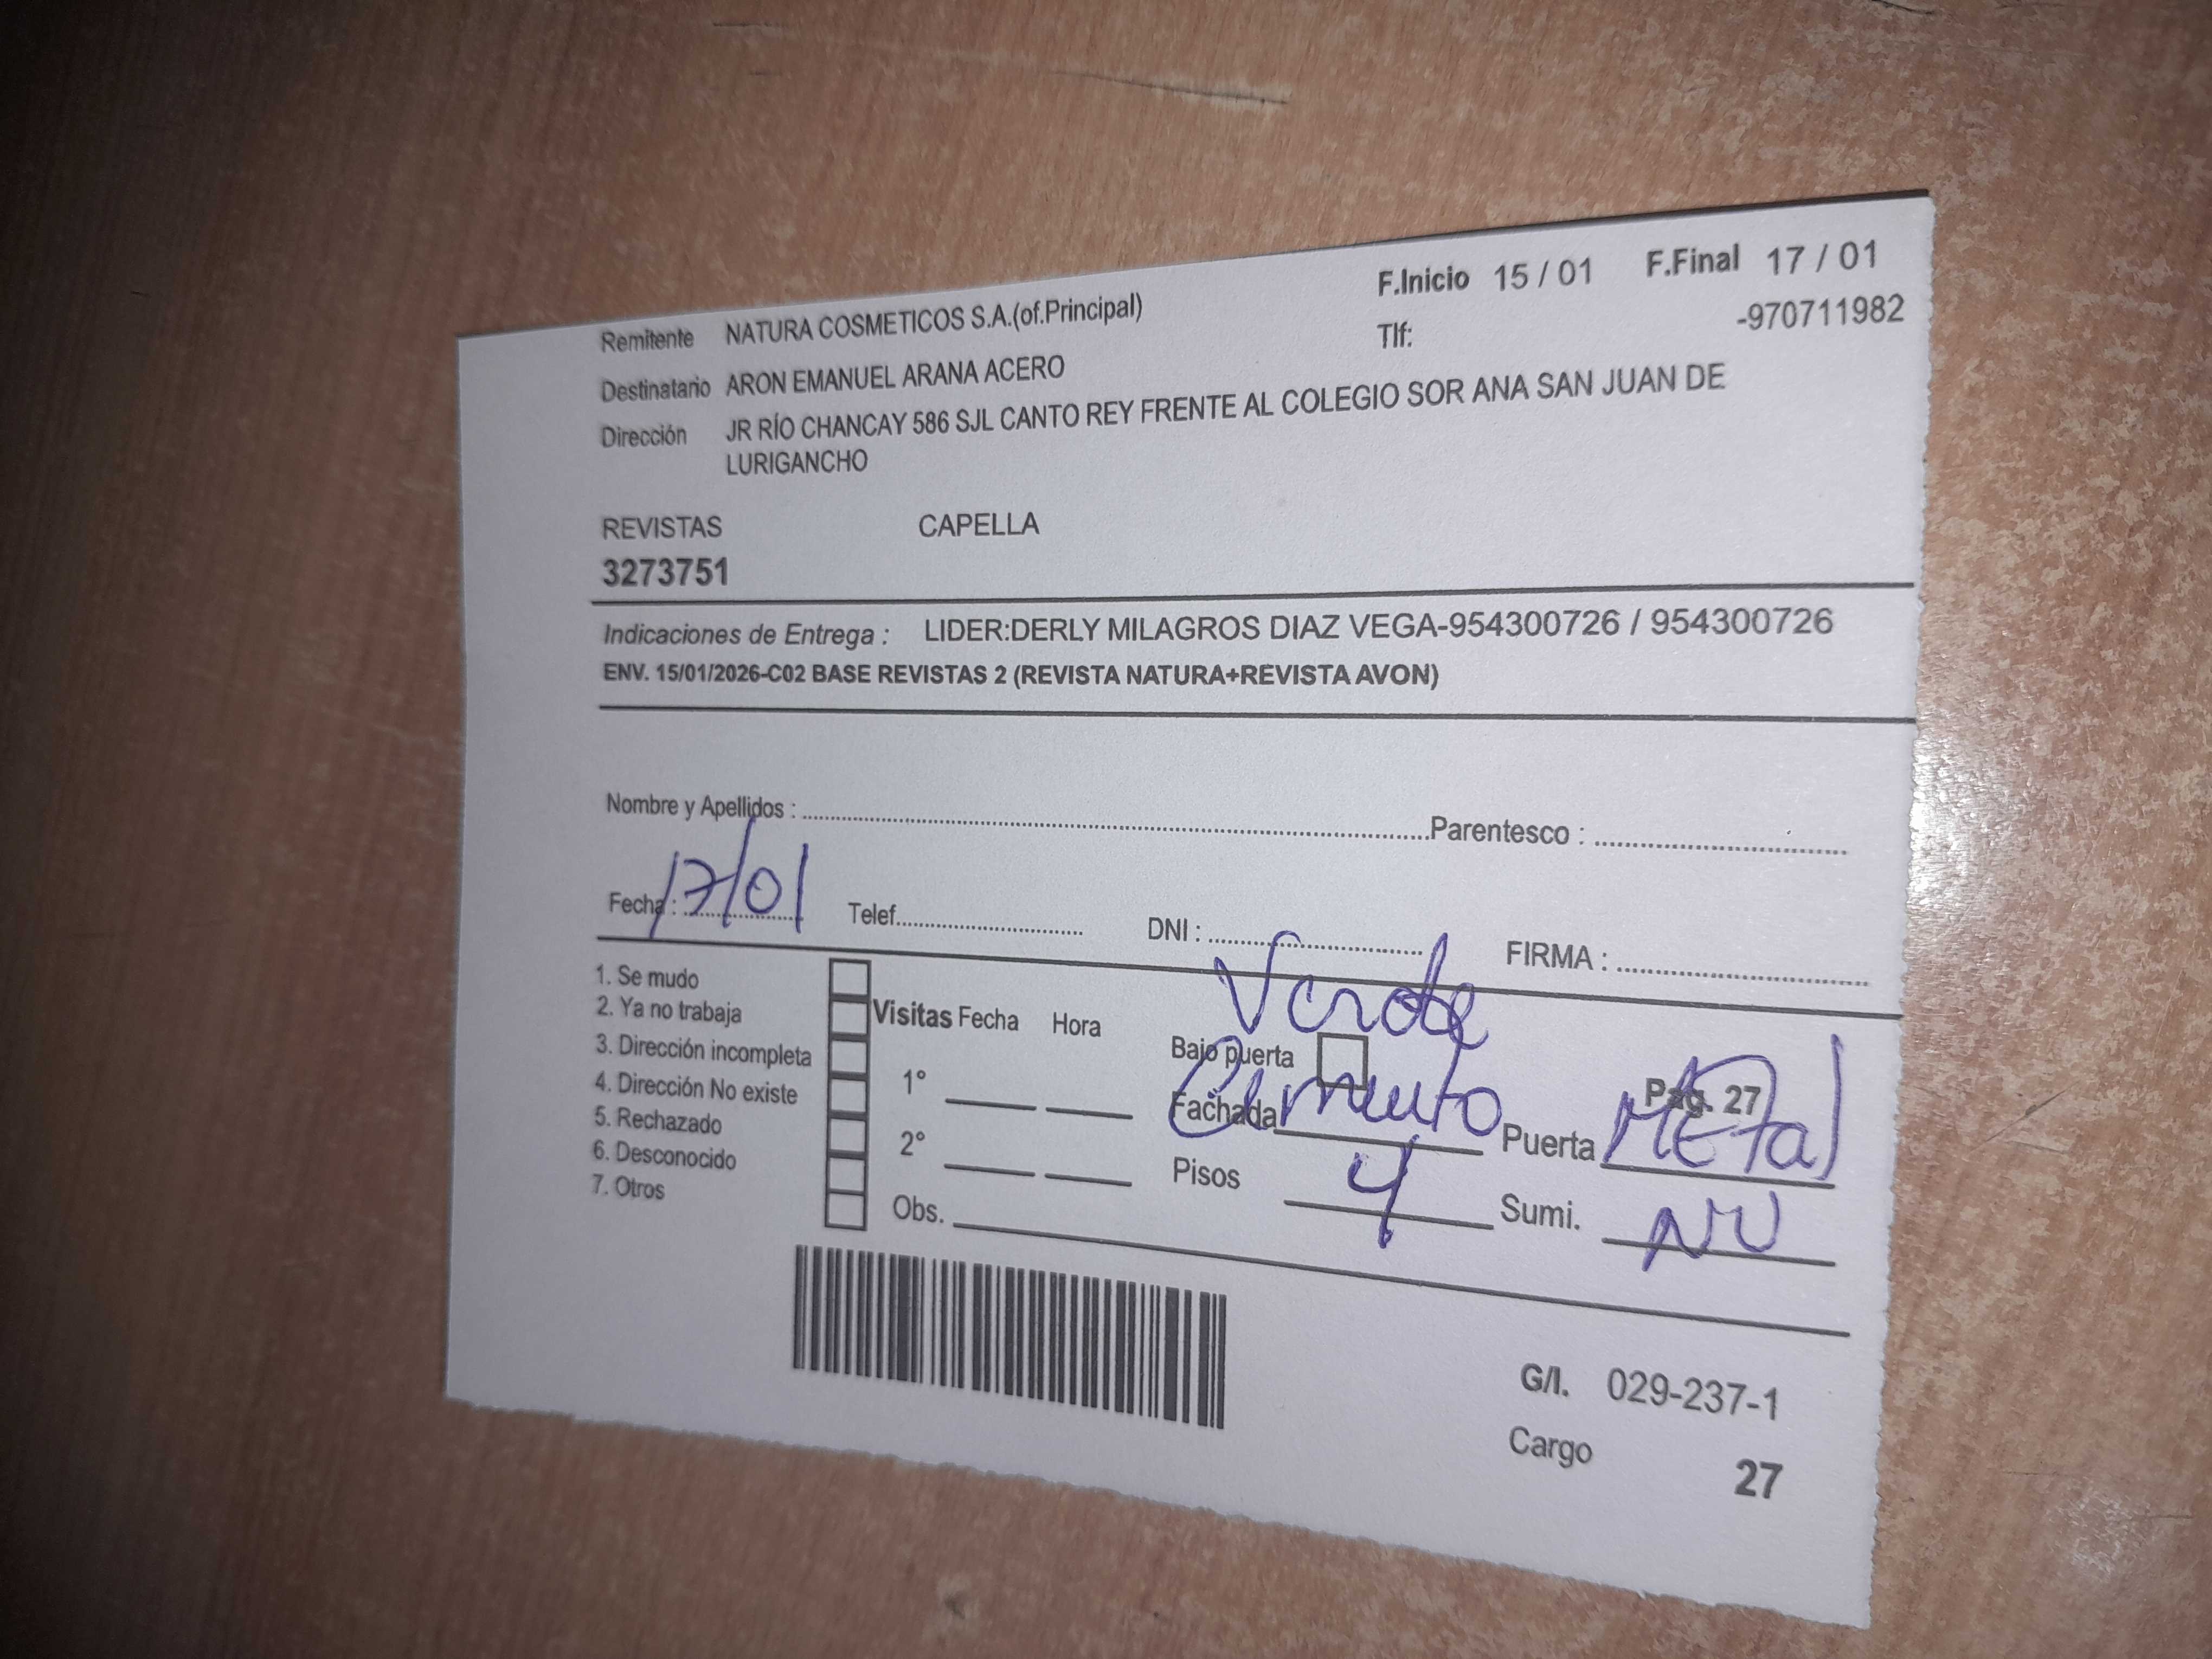 F.Inicio 15 / 01 F.Final 17 / 01
Remitente NATURA COSMETICOS S.A.(of.Principal)
Tlf: -970711982
Destinatario ARON EMANUEL ARANA ACERO
Dirección JR RÍO CHANCAY 586 SJL CANTO REY FRENTE AL COLEGIO SOR ANA SAN JUAN DE
LURIGANCHO
REVISTAS CAPELLA
3273751
Indicaciones de Entrega : LIDER:DERLY MILAGROS DIAZ VEGA-954300726 / 954300726
ENV. 15/01/2026-C02 BASE REVISTAS 2 (REVISTA NATURA+REVISTA AVON)
Nombre y Apellidos : Parentesco :
Fecha : 17/01 Telef. DNI : FIRMA :
1. Se mudo
2. Ya no trabaja
3. Dirección incompleta
4. Dirección No existe
5. Rechazado
6. Desconocido
7. Otros
Visitas Fecha Hora
1°
2°
Obs.
Verde
Bajo puerta
Pag. 27
Fachada Cemento Puerta METal
Pisos 4 Sumi. NO
G/I. 029-237-1
Cargo 27